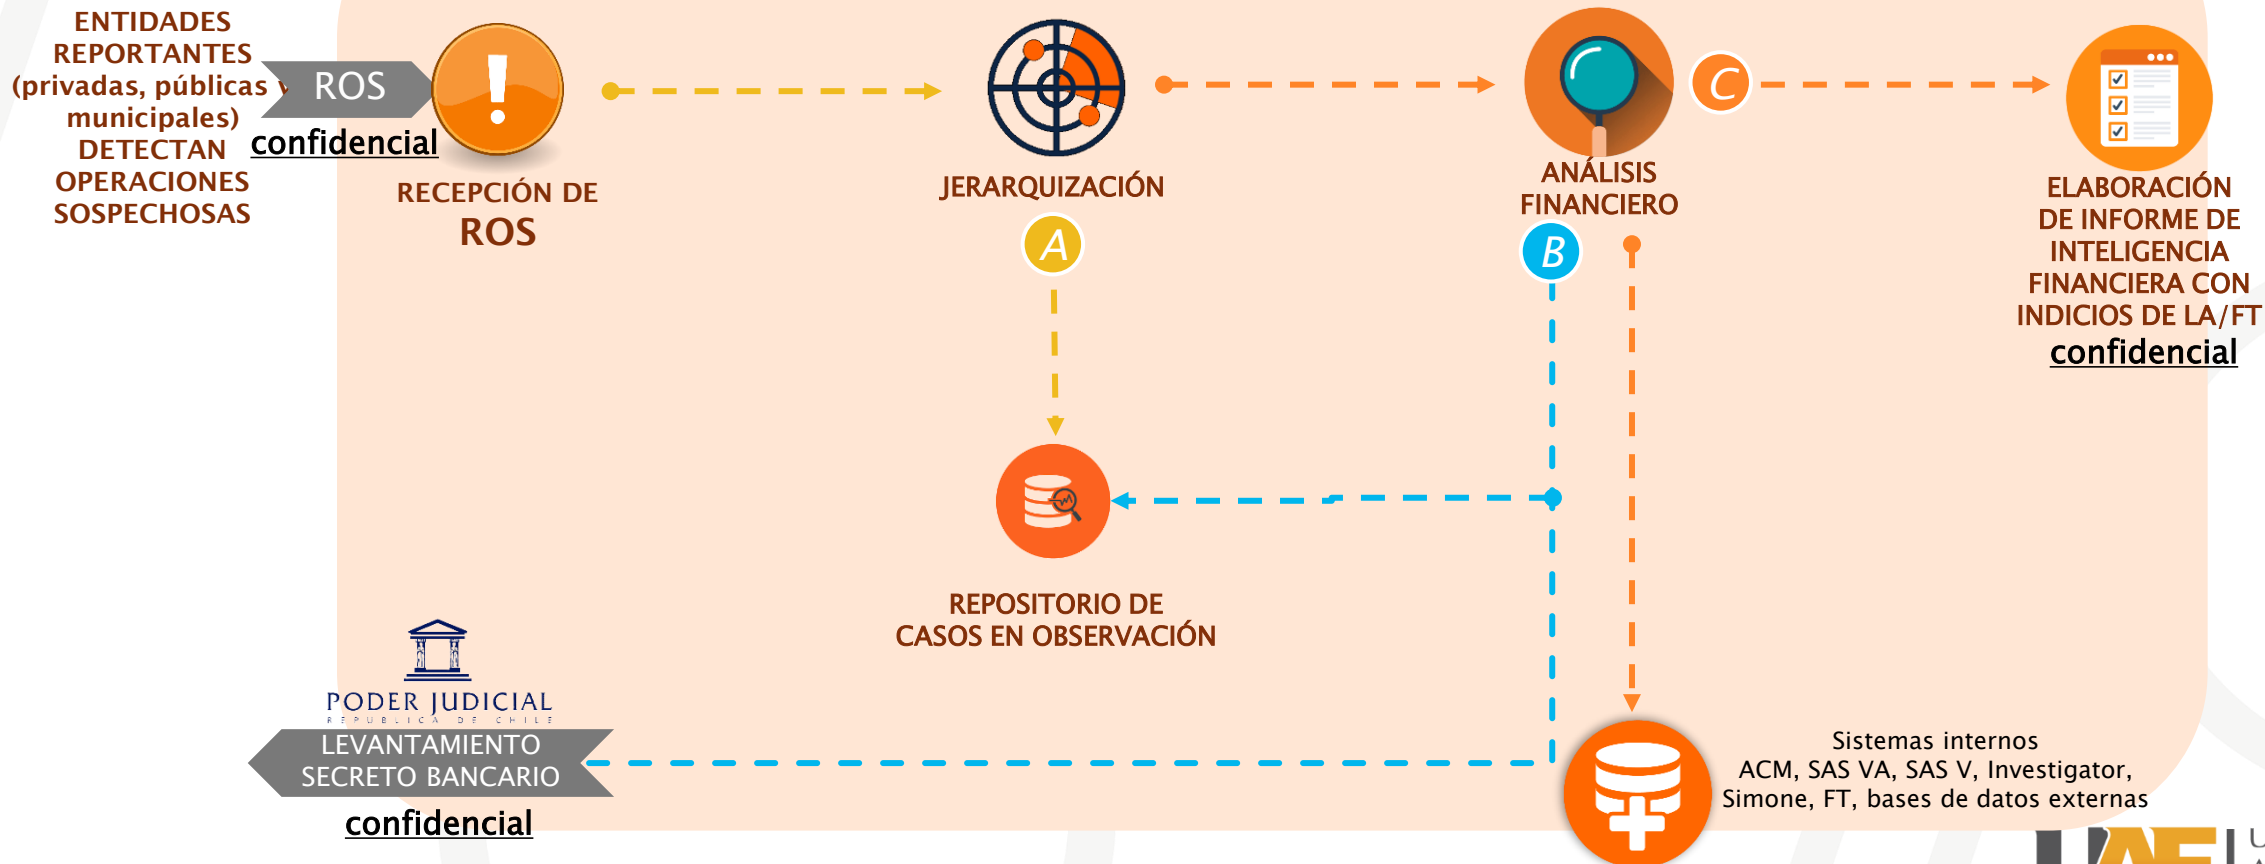 ENTIDADES
REPORTANTES
(privadas, públicas y
municipales)
DETECTAN
OPERACIONES
SOSPECHOSAS
ROS
confidencial
RECEPCIÓN DE
ROS
JERARQUIZACIÓN
A
ANÁLISIS
FINANCIERO
B
C
ELABORACIÓN
DE INFORME DE
INTELIGENCIA
FINANCIERA CON
INDICIOS DE LA/FT
confidencial
REPOSITORIO DE
CASOS EN OBSERVACIÓN
PODER JUDICIAL
REPUBLICA DE CHILE
LEVANTAMIENTO
SECRETO BANCARIO
confidencial
Sistemas internos
ACM, SAS VA, SAS V, Investigator,
Simone, FT, bases de datos externas
UAF